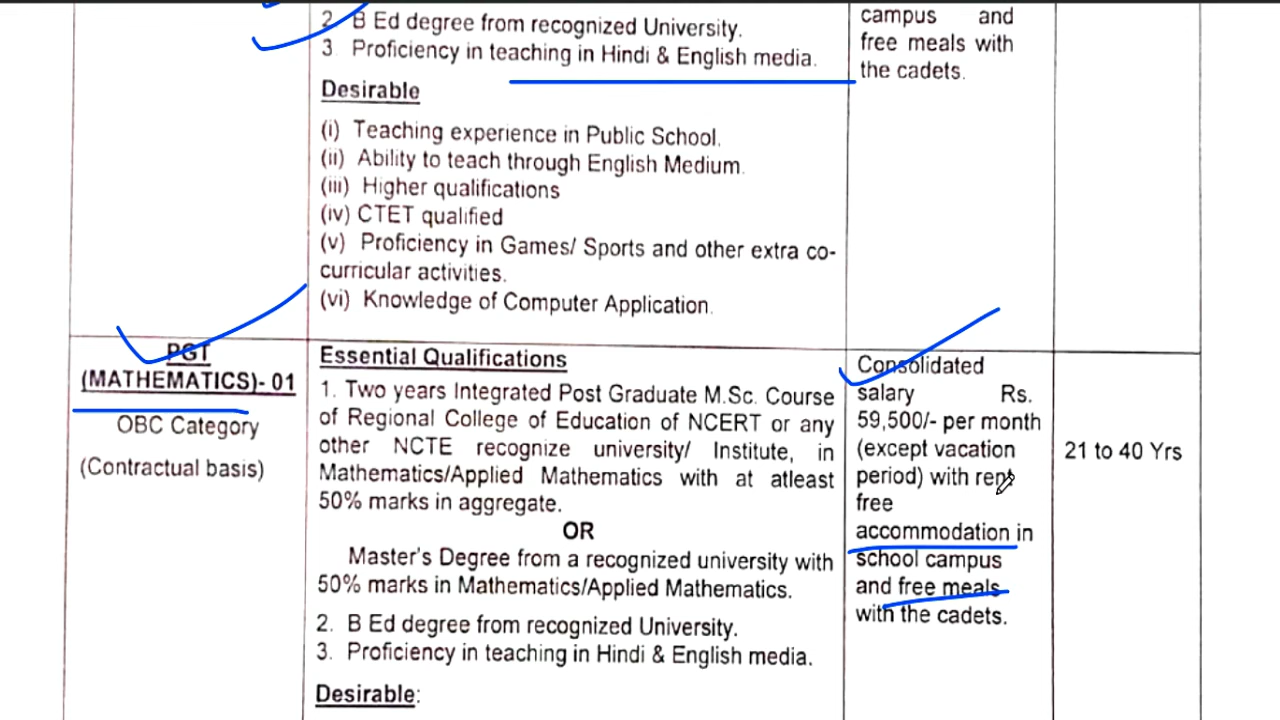 2. B Ed degree from recognized University.
3. Proficiency in teaching in Hindi & English media.
campus and
free meals with
the cadets.
Desirable
(i) Teaching experience in Public School.
(ii) Ability to teach through English Medium.
(iii) Higher qualifications
(iv) CTET qualified
(v) Proficiency in Games/ Sports and other extra co-
curricular activities.
(vi) Knowledge of Computer Application.
PGT
(MATHEMATICS)- 01
OBC Category
(Contractual basis)
Essential Qualifications
1. Two years Integrated Post Graduate M.Sc. Course
of Regional College of Education of NCERT or any
other NCTE recognize university/ Institute, in
Mathematics/Applied Mathematics with at atleast
50% marks in aggregate.
OR
Master's Degree from a recognized university with
50% marks in Mathematics/Applied Mathematics.
2. B Ed degree from recognized University.
3. Proficiency in teaching in Hindi & English media.
Desirable:
Consolidated
salary Rs.
59,500/- per month
(except vacation
period) with rent
free
accommodation in
school campus
and free meals
with the cadets.
21 to 40 Yrs